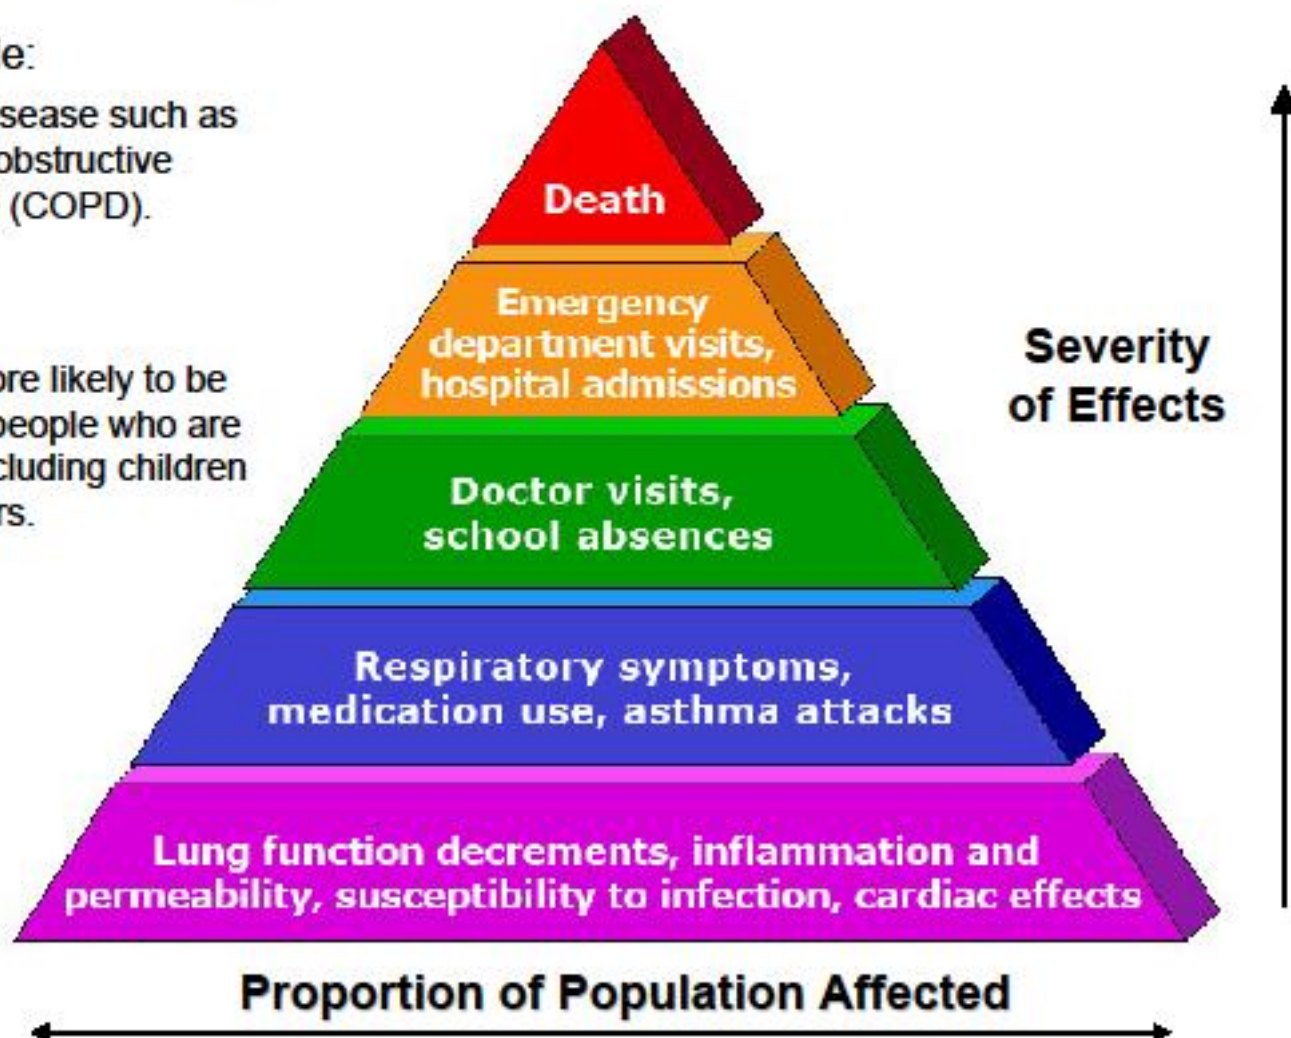 le:
sease such as
obstructive
(COPD).
ore likely to be
people who are
cluding children
rs.
Death
Emergency
department visits,
hospital admissions
Doctor visits,
school absences
Respiratory symptoms,
medication use, asthma attacks
Lung function decrements, inflammation and
permeability, susceptibility to infection, cardiac effects
Severity
of Effects
Proportion of Population Affected